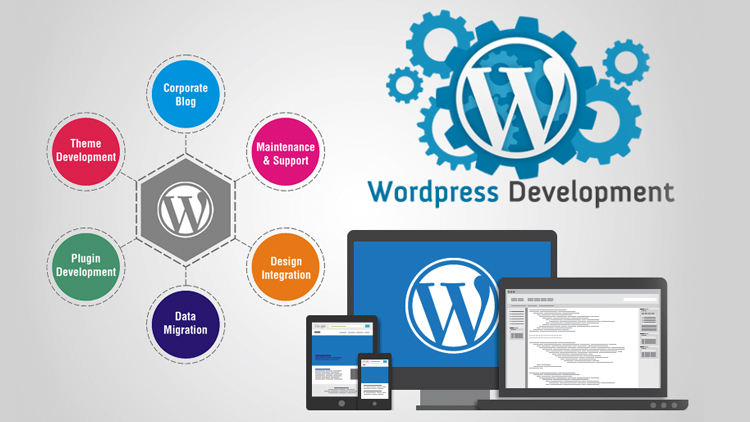 Corporate
Blog
Theme
Development
Maintenance
& Support
Plugin
Development
Design
Integration
Data
Migration
W
W
Wordpress Development
W